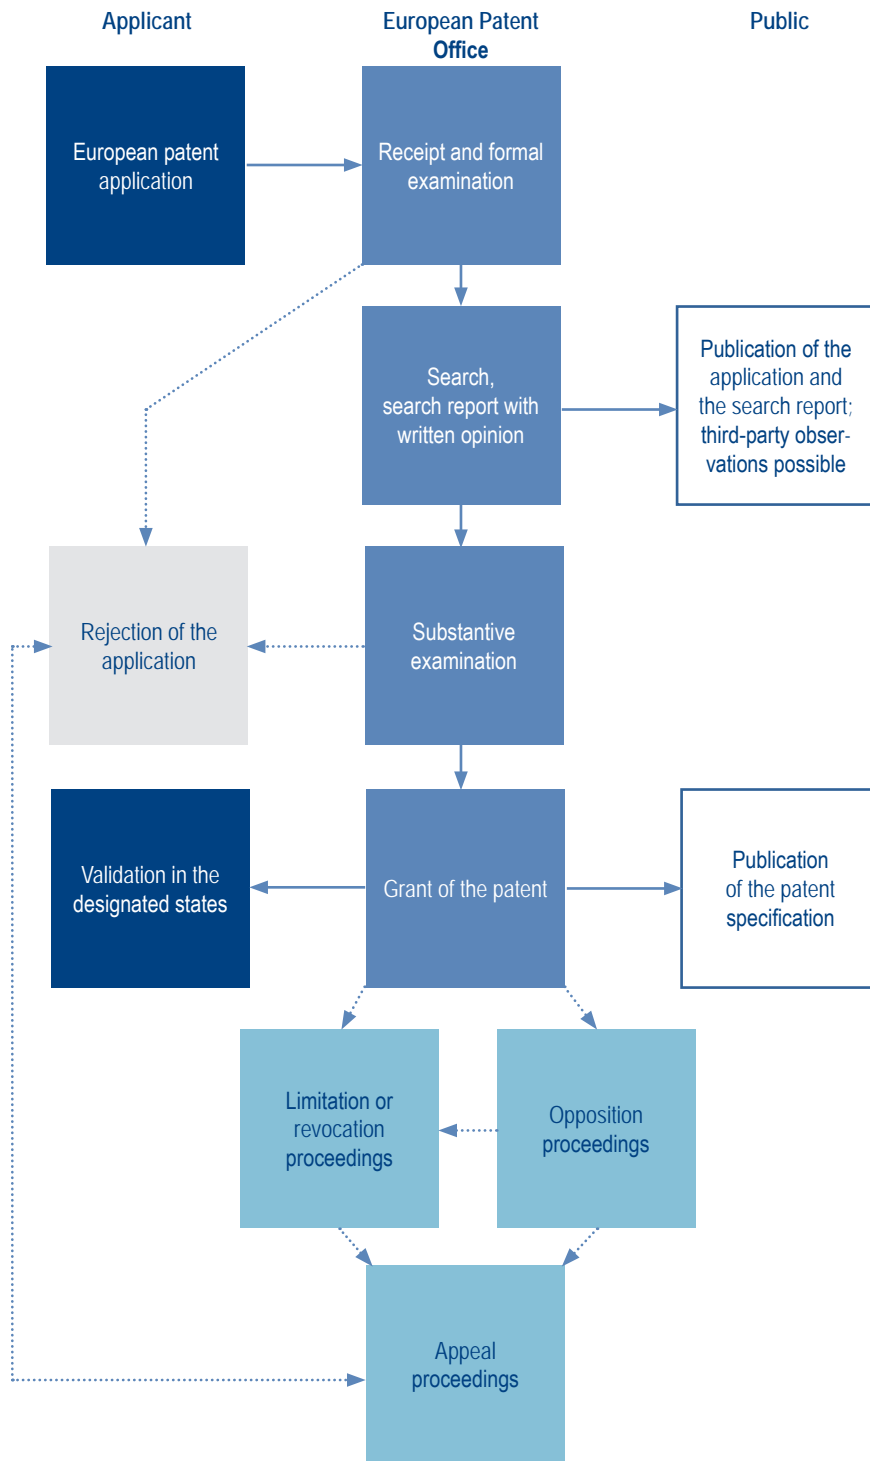 Applicant
European Patent
Office
Public
European patent
application
Receipt and formal
examination
Search,
search report with
written opinion
Publication of the
application and
the search report;
third-party obser-
vations possible
Rejection of the
application
Substantive
examination
Validation in the
designated states
Grant of the patent
Publication
of the patent
specification
Limitation or
revocation
proceedings
Opposition
proceedings
Appeal
proceedings